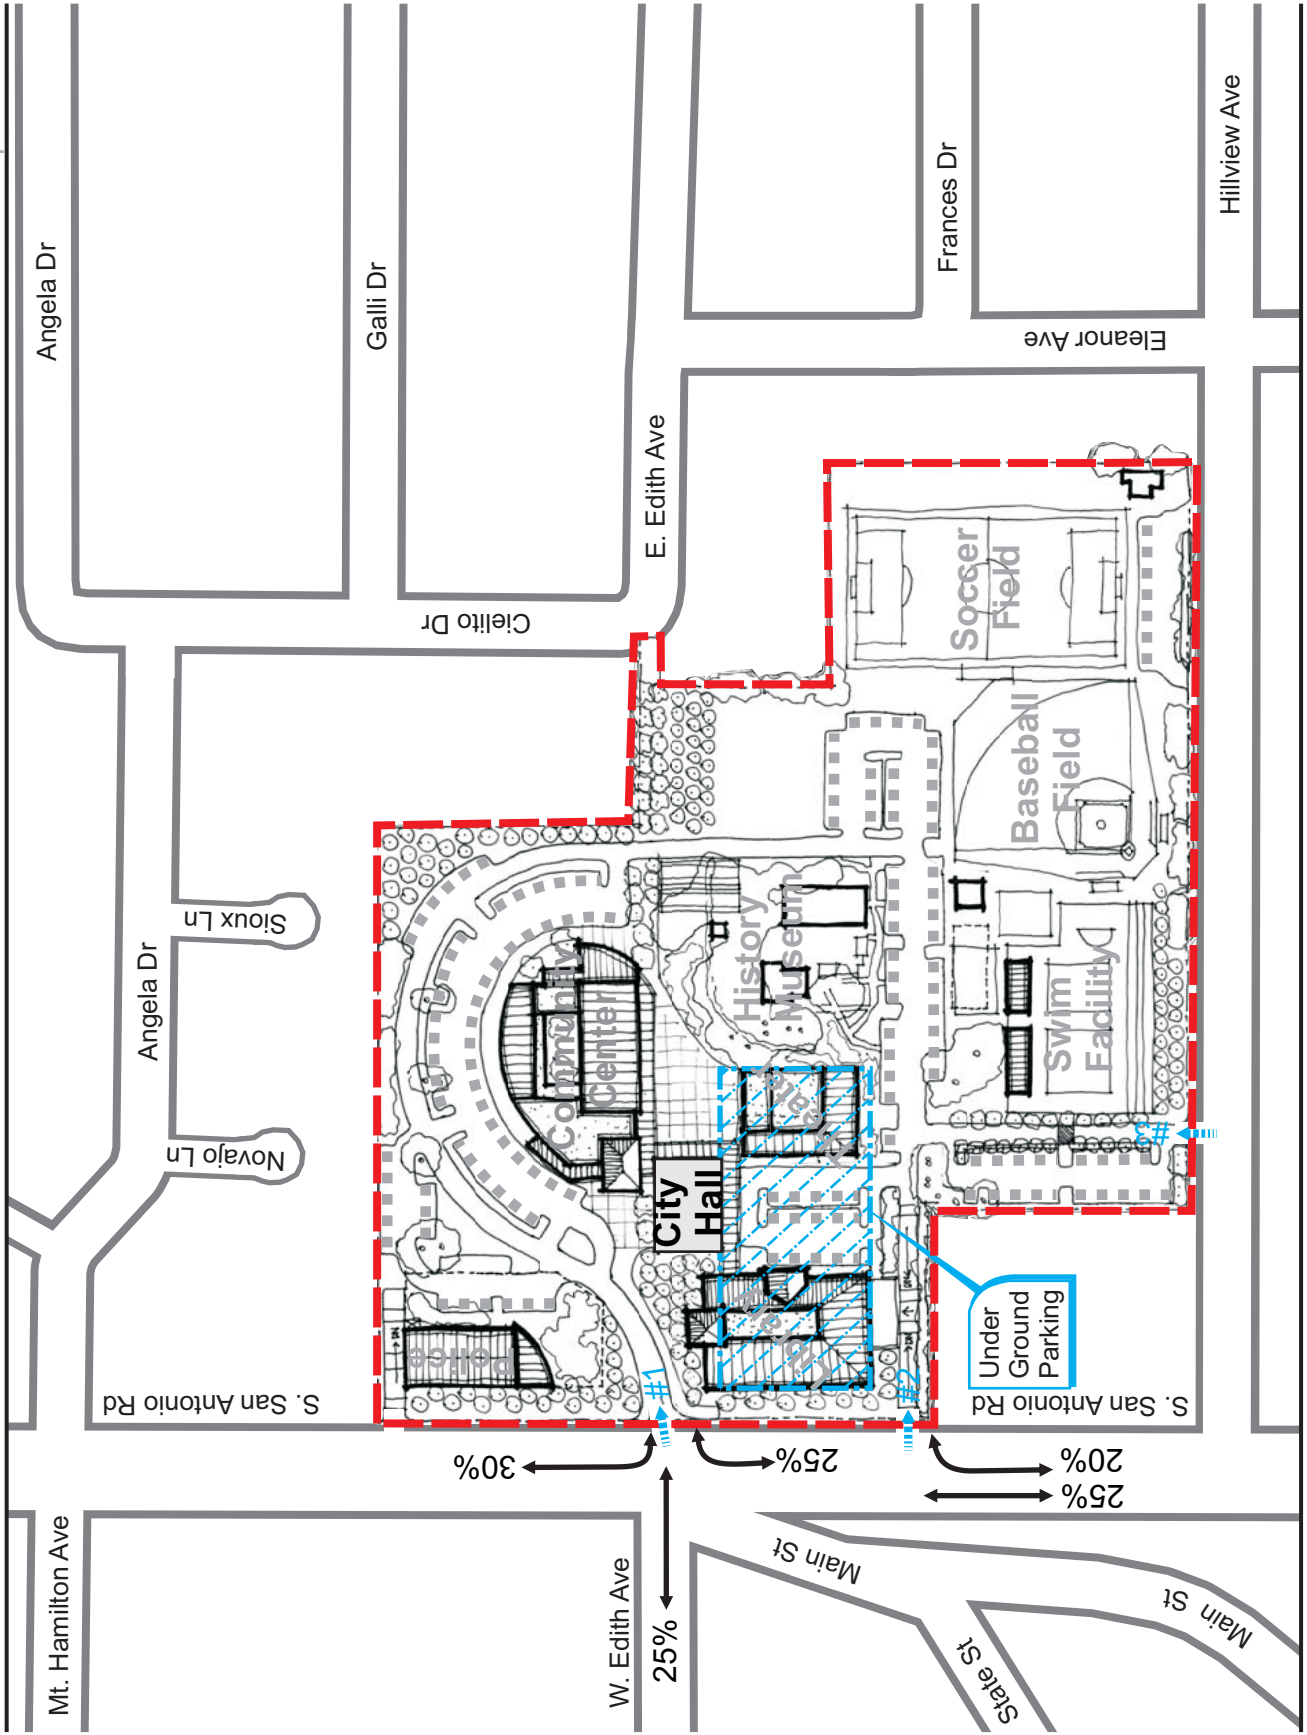 Angela Dr
Galli Dr
Frances Dr
Hillview Ave
Eleanor Ave
E. Edith Ave
Cielito Dr
Sioux Ln
Angela Dr
Novajo Ln
Soccer
Field
Baseball
Field
History
Museum
Community
Center
Swim
Facility
Theater
City
Hall
Library
Police
#1
#2
#3
Under
Ground
Parking
S. San Antonio Rd
S. San Antonio Rd
30%
25%
20%
25%
25%
Mt. Hamilton Ave
W. Edith Ave
Main St
Main St
State St